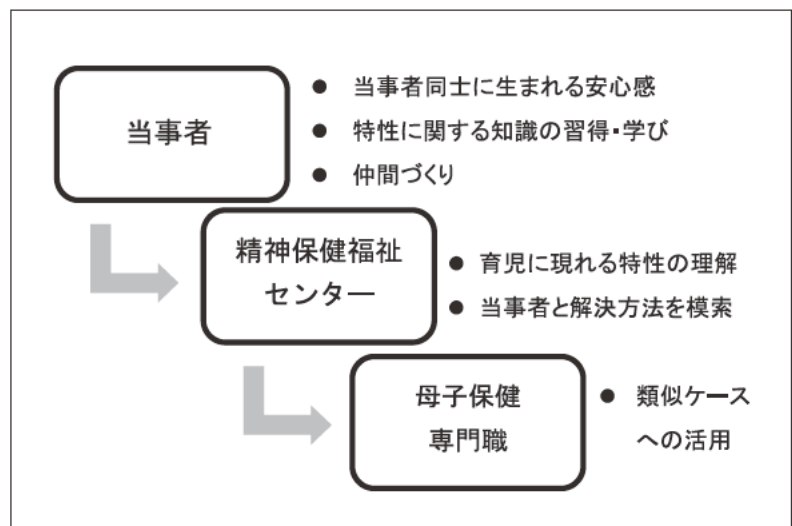 当事者
● 当事者同士に生まれる安心感
● 特性に関する知識の習得・学び
● 仲間づくり
精神保健福祉
センター
● 育児に現れる特性の理解
● 当事者と解決方法を模索
母子保健
専門職
● 類似ケース
への活用